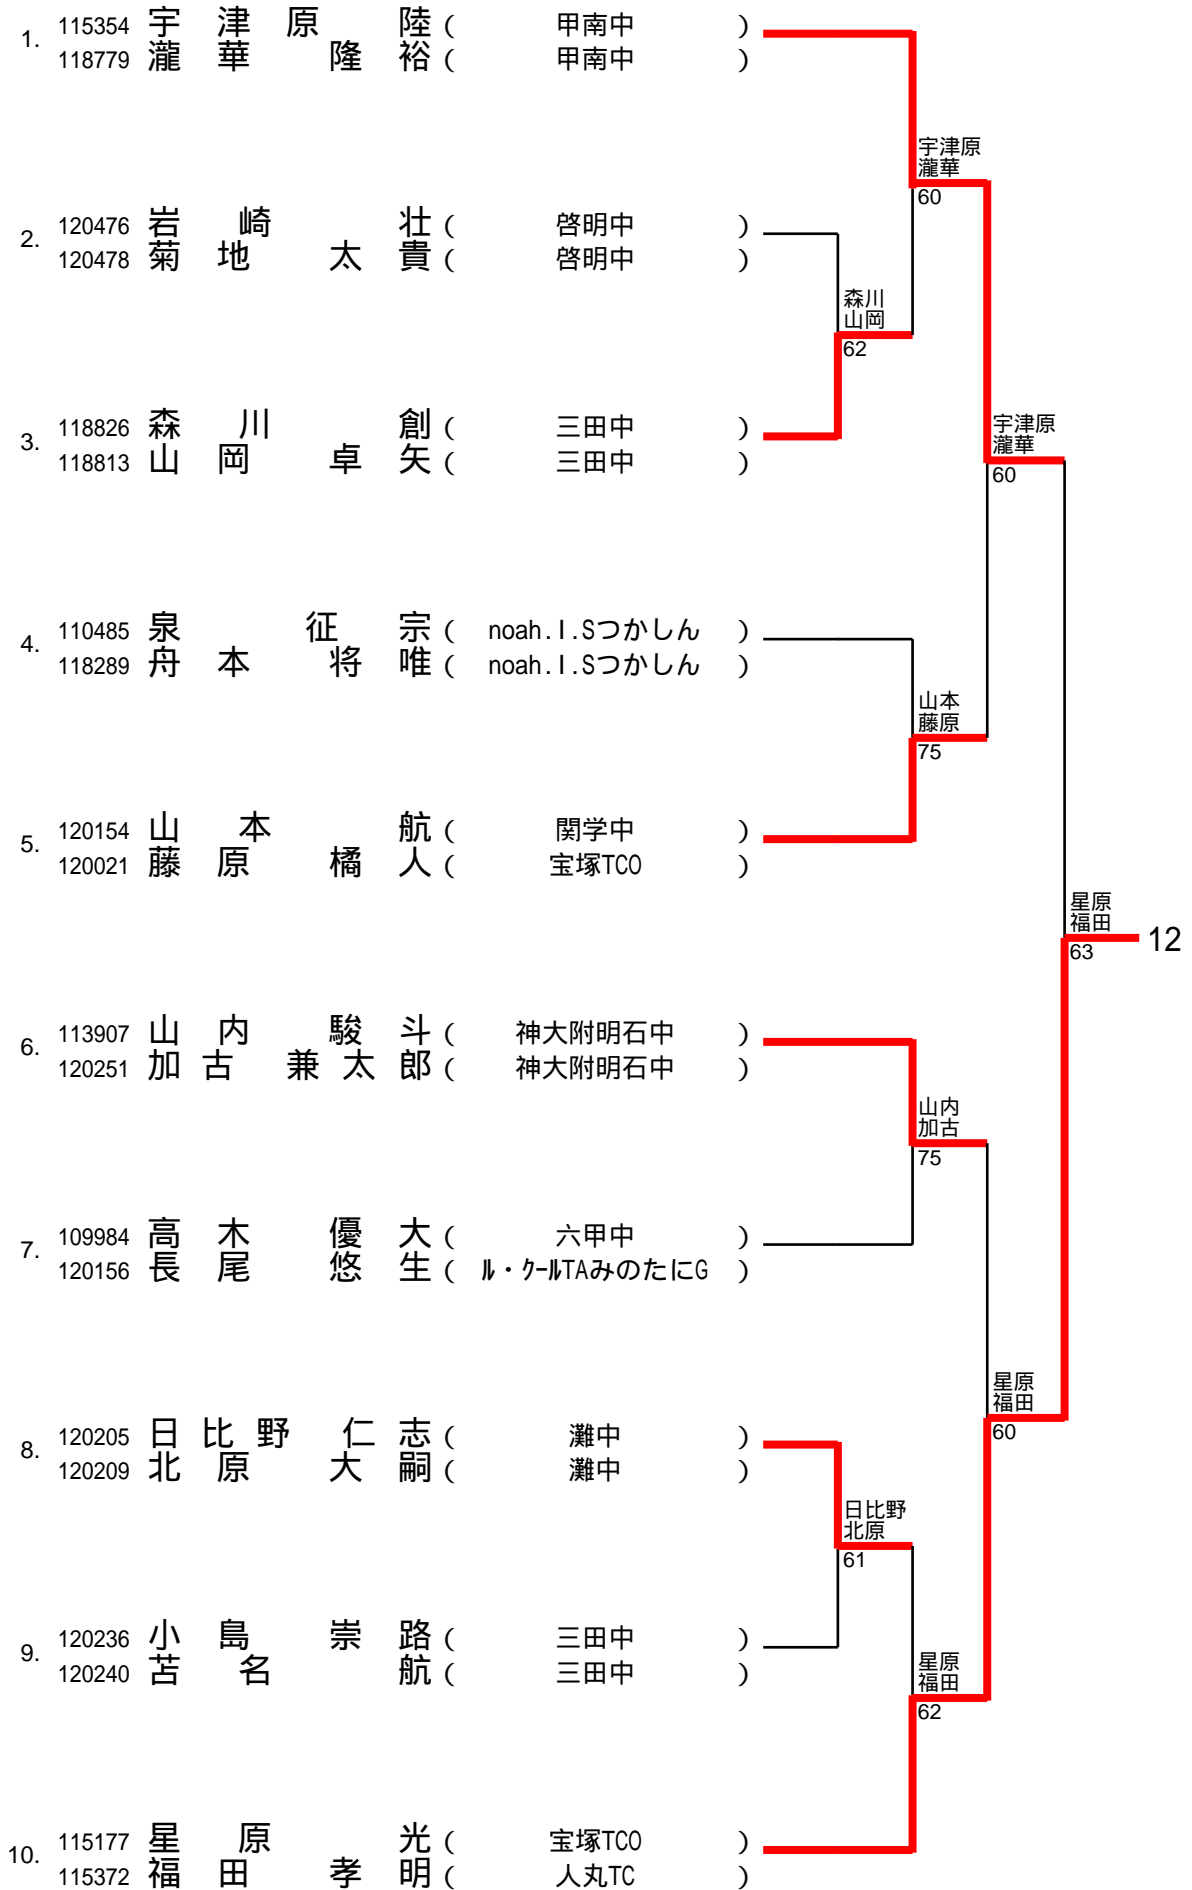 1. 115354 宇津原 陸 ( 甲南中 )
118779 瀧華 隆裕 ( 甲南中 )
宇津原
瀧華
60
2. 120476 岩崎 壮 ( 啓明中 )
120478 菊地 太貴 ( 啓明中 )
森川
山岡
62
3. 118826 森川 創 ( 三田中 )
118813 山岡 卓矢 ( 三田中 )
宇津原
瀧華
60
4. 110485 泉 征宗 ( noah.I.Sつかしん )
118289 舟本 将唯 ( noah.I.Sつかしん )
山本
藤原
75
5. 120154 山本 航 ( 関学中 )
120021 藤原 橘人 ( 宝塚TCO )
星原
福田
63
12
6. 113907 山内 駿斗 ( 神大附明石中 )
120251 加古 兼太郎 ( 神大附明石中 )
山内
加古
75
7. 109984 高木 優大 ( 六甲中 )
120156 長尾 悠生 ( ル・クールTAみのたにG )
星原
福田
60
8. 120205 日比野 仁志 ( 灘中 )
120209 北原 大嗣 ( 灘中 )
日比野
北原
61
9. 120236 小島 崇路 ( 三田中 )
120240 苫名 航 ( 三田中 )
星原
福田
62
10. 115177 星原 光 ( 宝塚TCO )
115372 福田 孝明 ( 人丸TC )